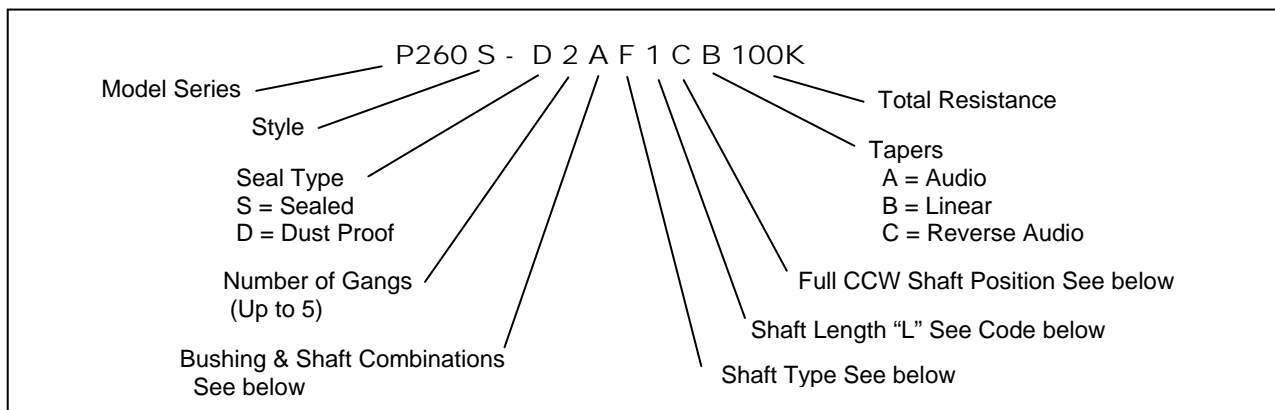 P260 S - D 2 A F 1 C B 100K
Model Series
Total Resistance
Style
Tapers
A = Audio
B = Linear
C = Reverse Audio
Seal Type
S = Sealed
D = Dust Proof
Number of Gangs
(Up to 5)
Full CCW Shaft Position See below
Shaft Length “L” See Code below
Bushing & Shaft Combinations
See below
Shaft Type See below